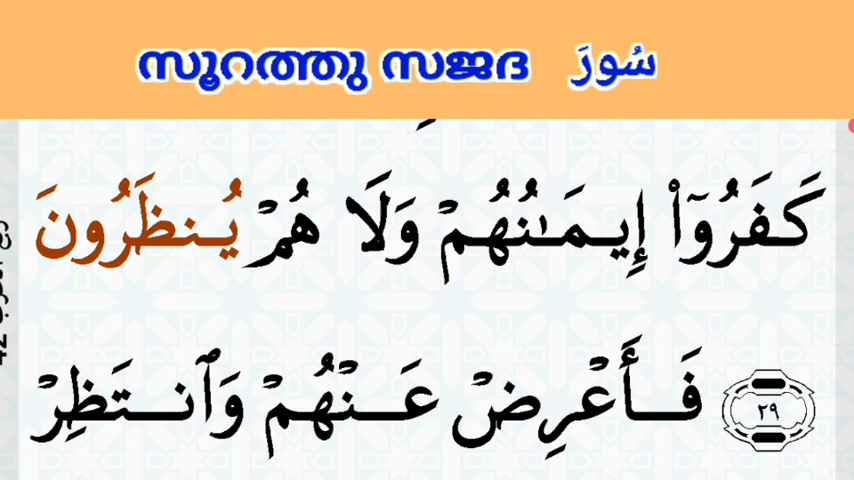 സൂറത്തു സജദ سُورَ
كَفَرُوٓا۟ إِيمَـٰنُهُمْ وَلَا هُمْ يُنظَرُونَ
٢٩ فَأَعْرِضْ عَنْهُمْ وَٱنتَظِرْ